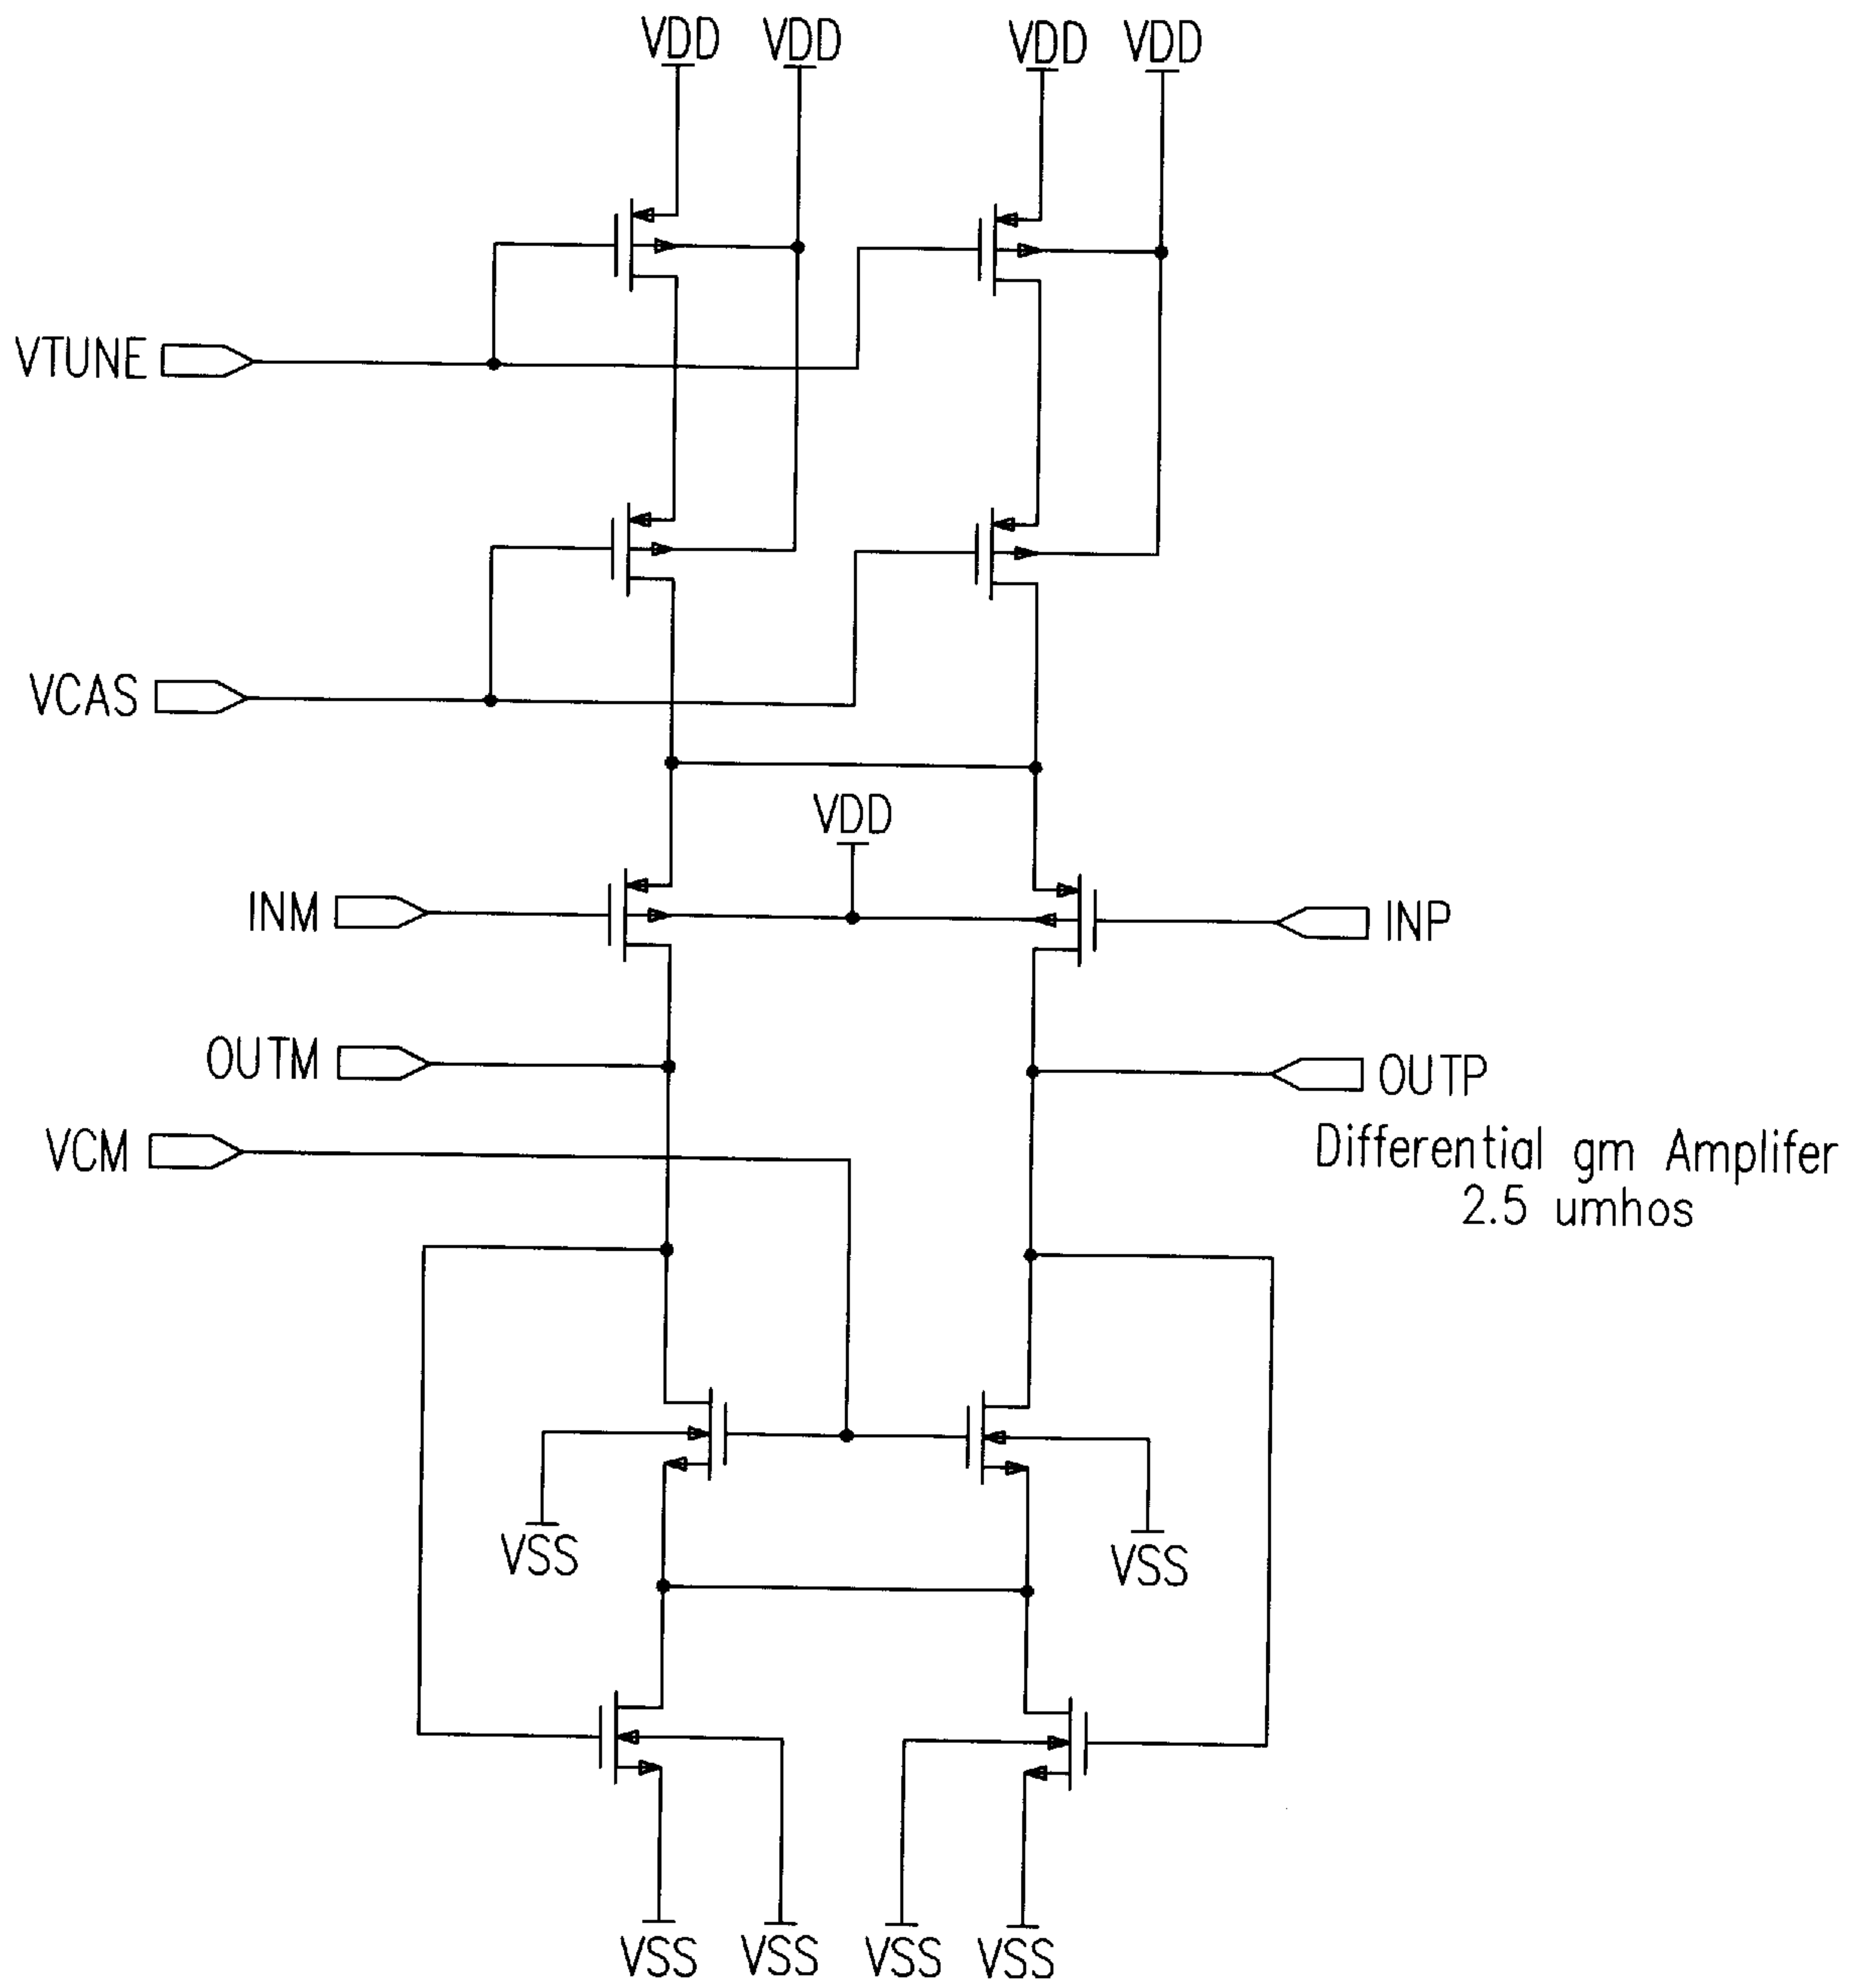 VDD VDD VDD VDD
VTUNE
VCAS
VDD
INM INP
OUTM OUTP
VCM
Differential gm Amplifer
2.5 umhos
VSS VSS
VSS VSS VSS VSS